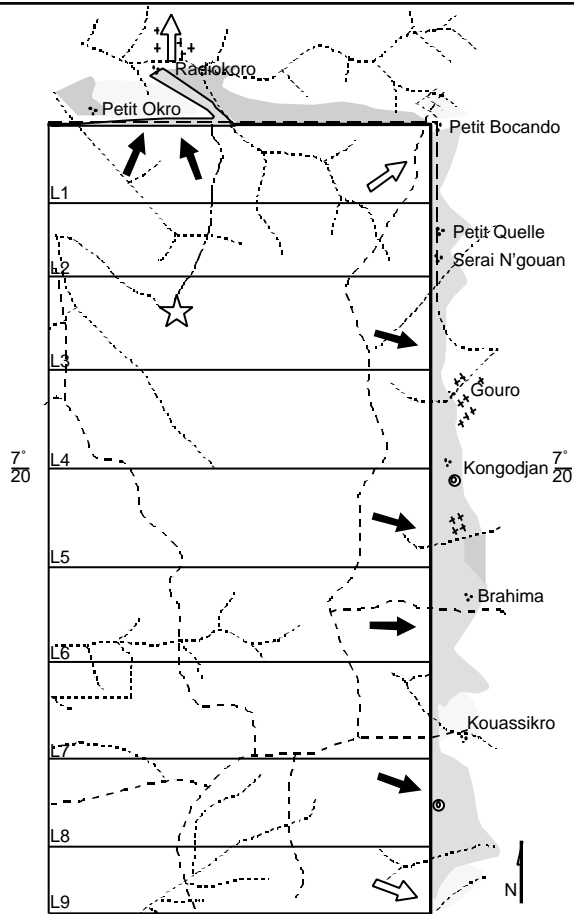 Radiokoro
Petit Okro
Petit Bocando
L1
Petit Quelle
Serai N'gouan
L2
L3
Gouro
L4
7°
20
7°
20
Kongodjan
L5
Brahima
L6
Kouassikro
L7
L8
N
L9